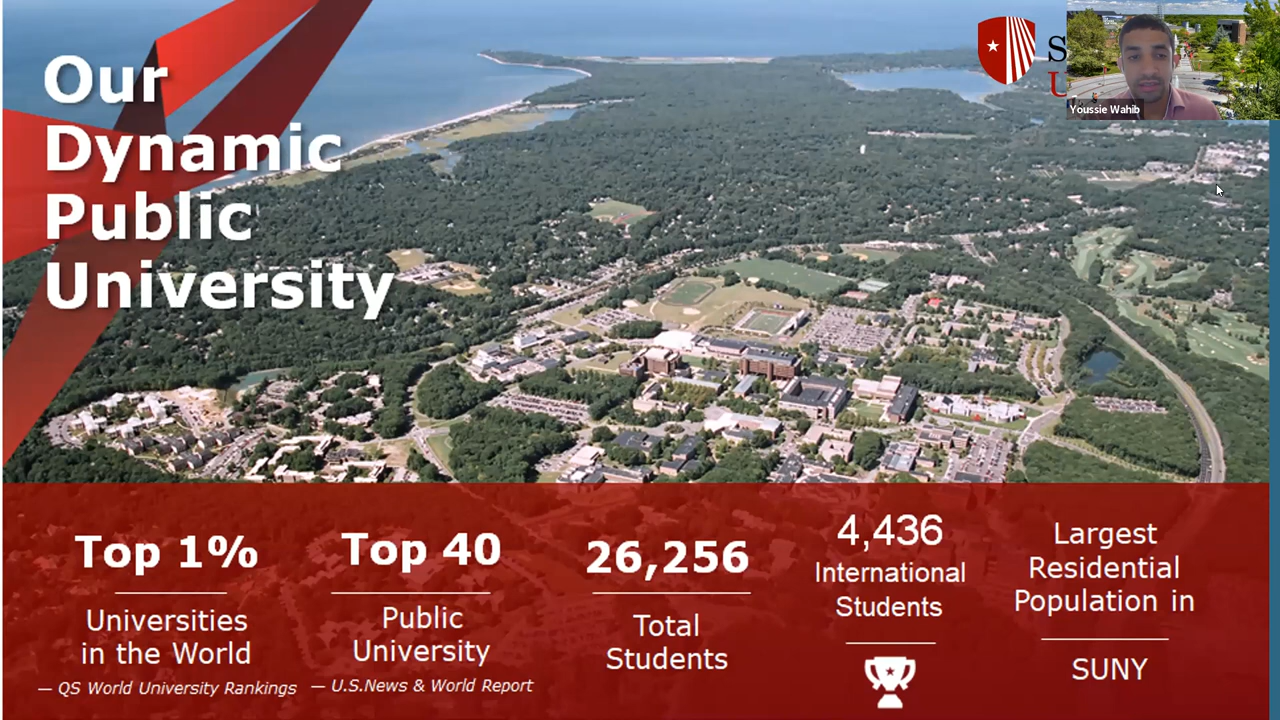 Our
Dynamic
Public
University
S
U
Youssie Wahib
Top 1%
Universities
in the World
— QS World University Rankings
Top 40
Public
University
— U.S.News & World Report
26,256
Total
Students
4,436
International
Students
Largest
Residential
Population in
SUNY